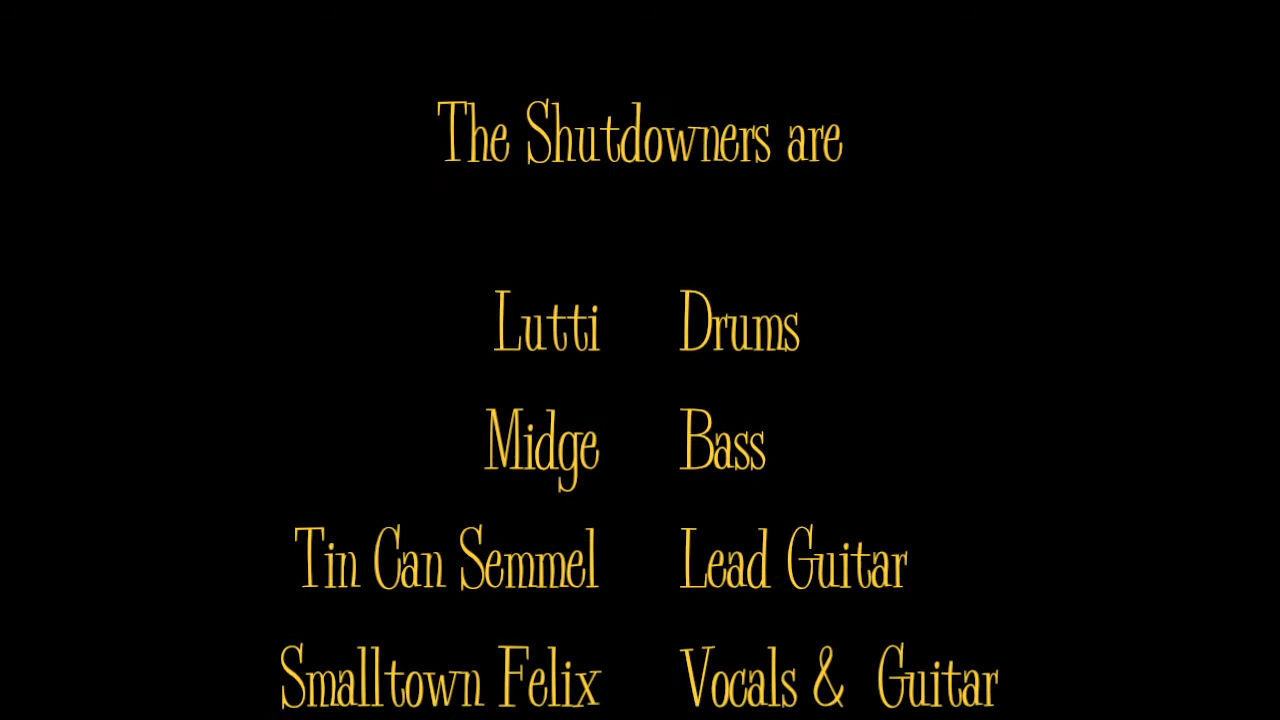 The Shutdowners are
Lutti Drums
Midge Bass
Tin Can Semmel Lead Guitar
Smalltown Felix Vocals & Guitar